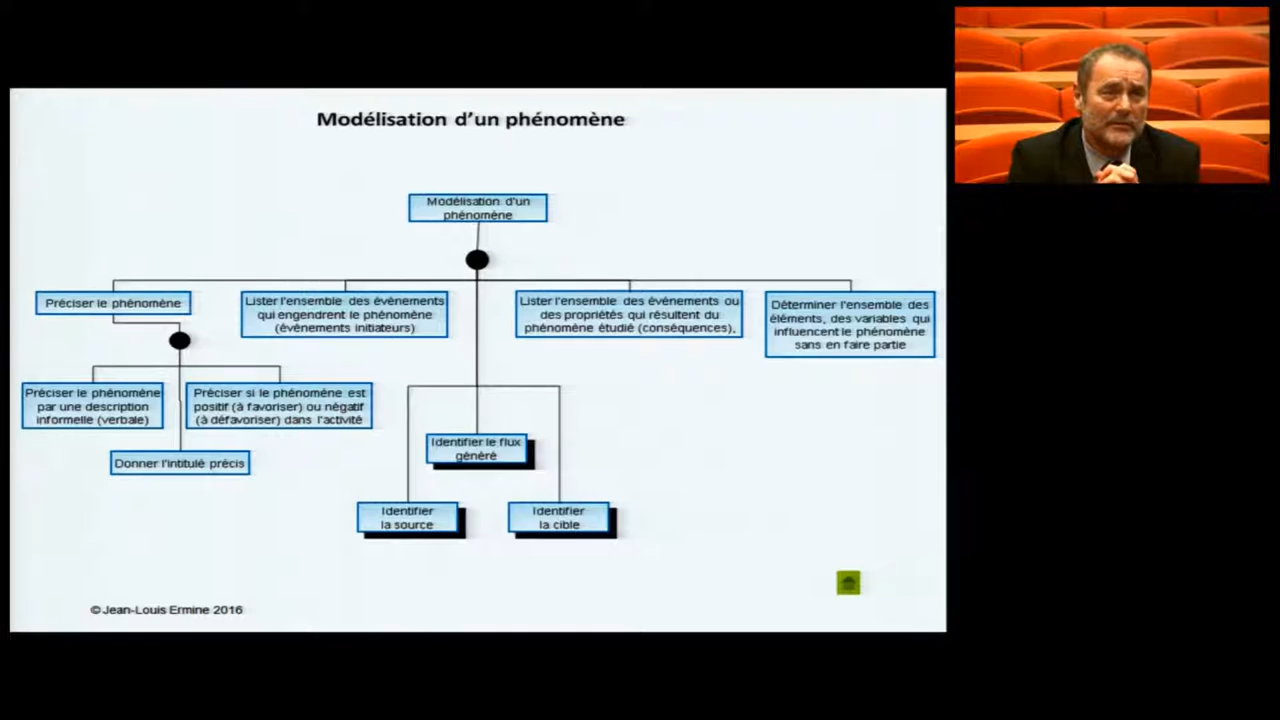 Modélisation d'un phénomène
Modélisation d'un
phénomène
Préciser le phénomène
Lister l'ensemble des événements
qui engendrent le phénomène
(évènements initiateurs)
Lister l'ensemble des événements ou
des propriétés qui résultent du
phénomène étudié (conséquences),
Déterminer l'ensemble des
éléments, des variables qui
influencent le phénomène
sans en faire partie
Préciser le phénomène
par une description
informelle (verbale)
Préciser si le phénomène est
positif (à favoriser) ou négatif
(à défavoriser) dans l'activité
Donner l'intitulé précis
Identifier le flux
généré
Identifier
la source
Identifier
la cible
© Jean-Louis Ermine 2016